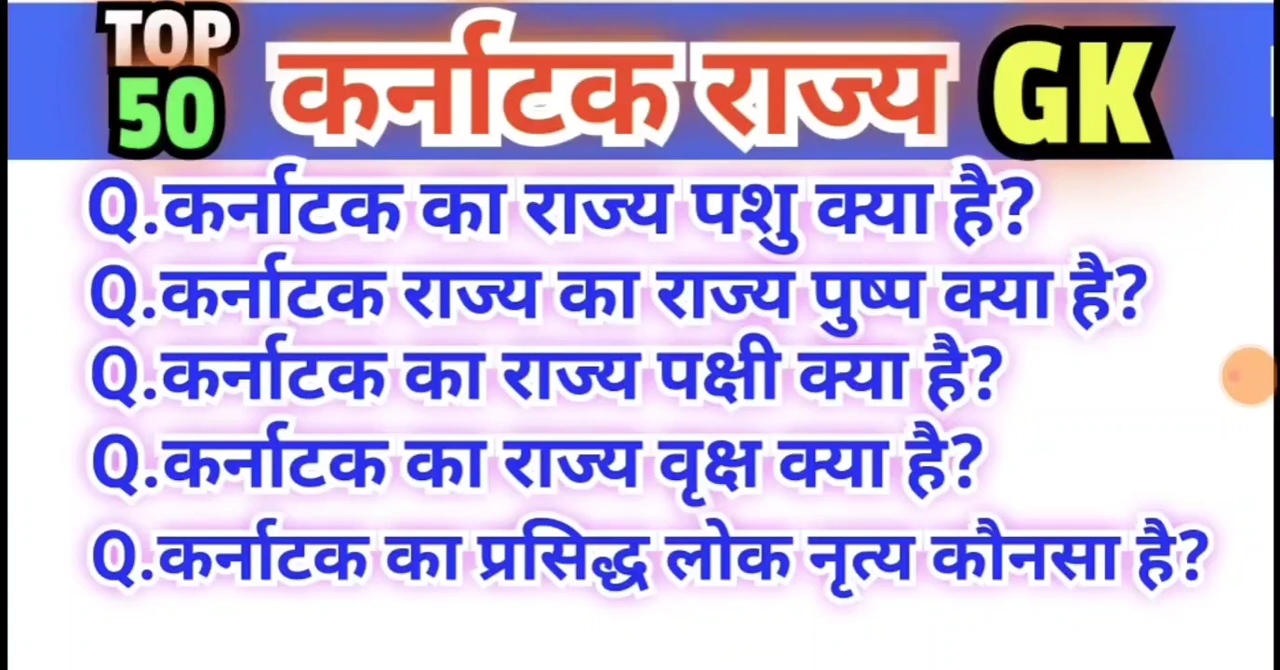 TOP
50 कर्नाटक राज्य GK
Q.कर्नाटक का राज्य पशु क्या है?
Q.कर्नाटक राज्य का राज्य पुष्प क्या है?
Q.कर्नाटक का राज्य पक्षी क्या है?
Q.कर्नाटक का राज्य वृक्ष क्या है?
Q.कर्नाटक का प्रसिद्ध लोक नृत्य कौनसा है?